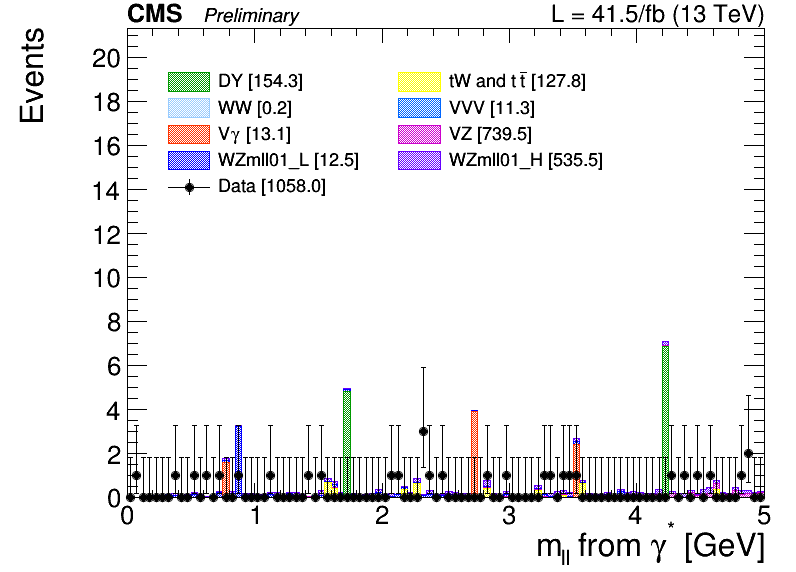 CMS Preliminary L = 41.5/fb (13 TeV)
Events
20
18
16
14
12
10
8
6
4
2
0
DY [154.3] tW and tt̅ [127.8]
WW [0.2] VVV [11.3]
Vγ [13.1] VZ [739.5]
WZmll01_L [12.5] WZmll01_H [535.5]
Data [1058.0]
0 1 2 3 4 5
m_ll from γ* [GeV]